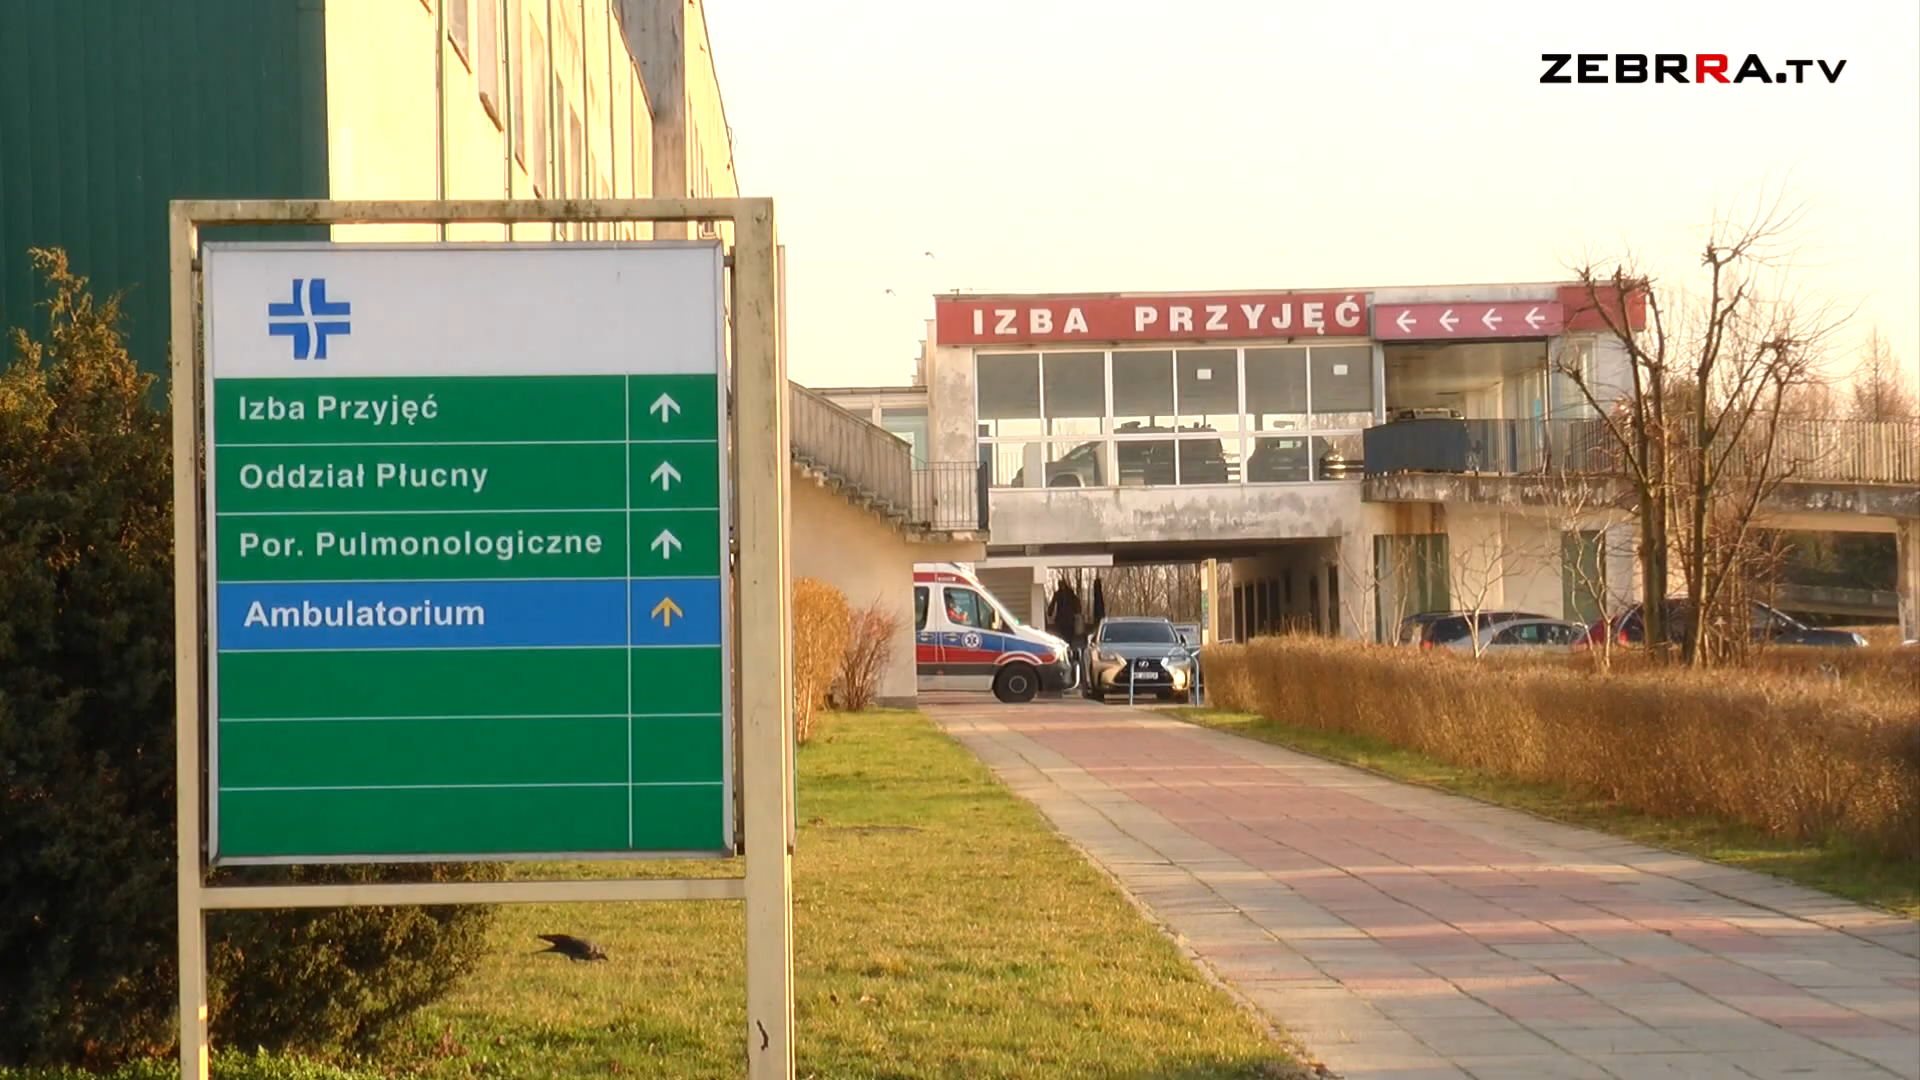 ZEBRRA.TV
IZBA PRZYJĘĆ
Izba Przyjęć
Oddział Płucny
Por. Pulmonologiczne
Ambulatorium